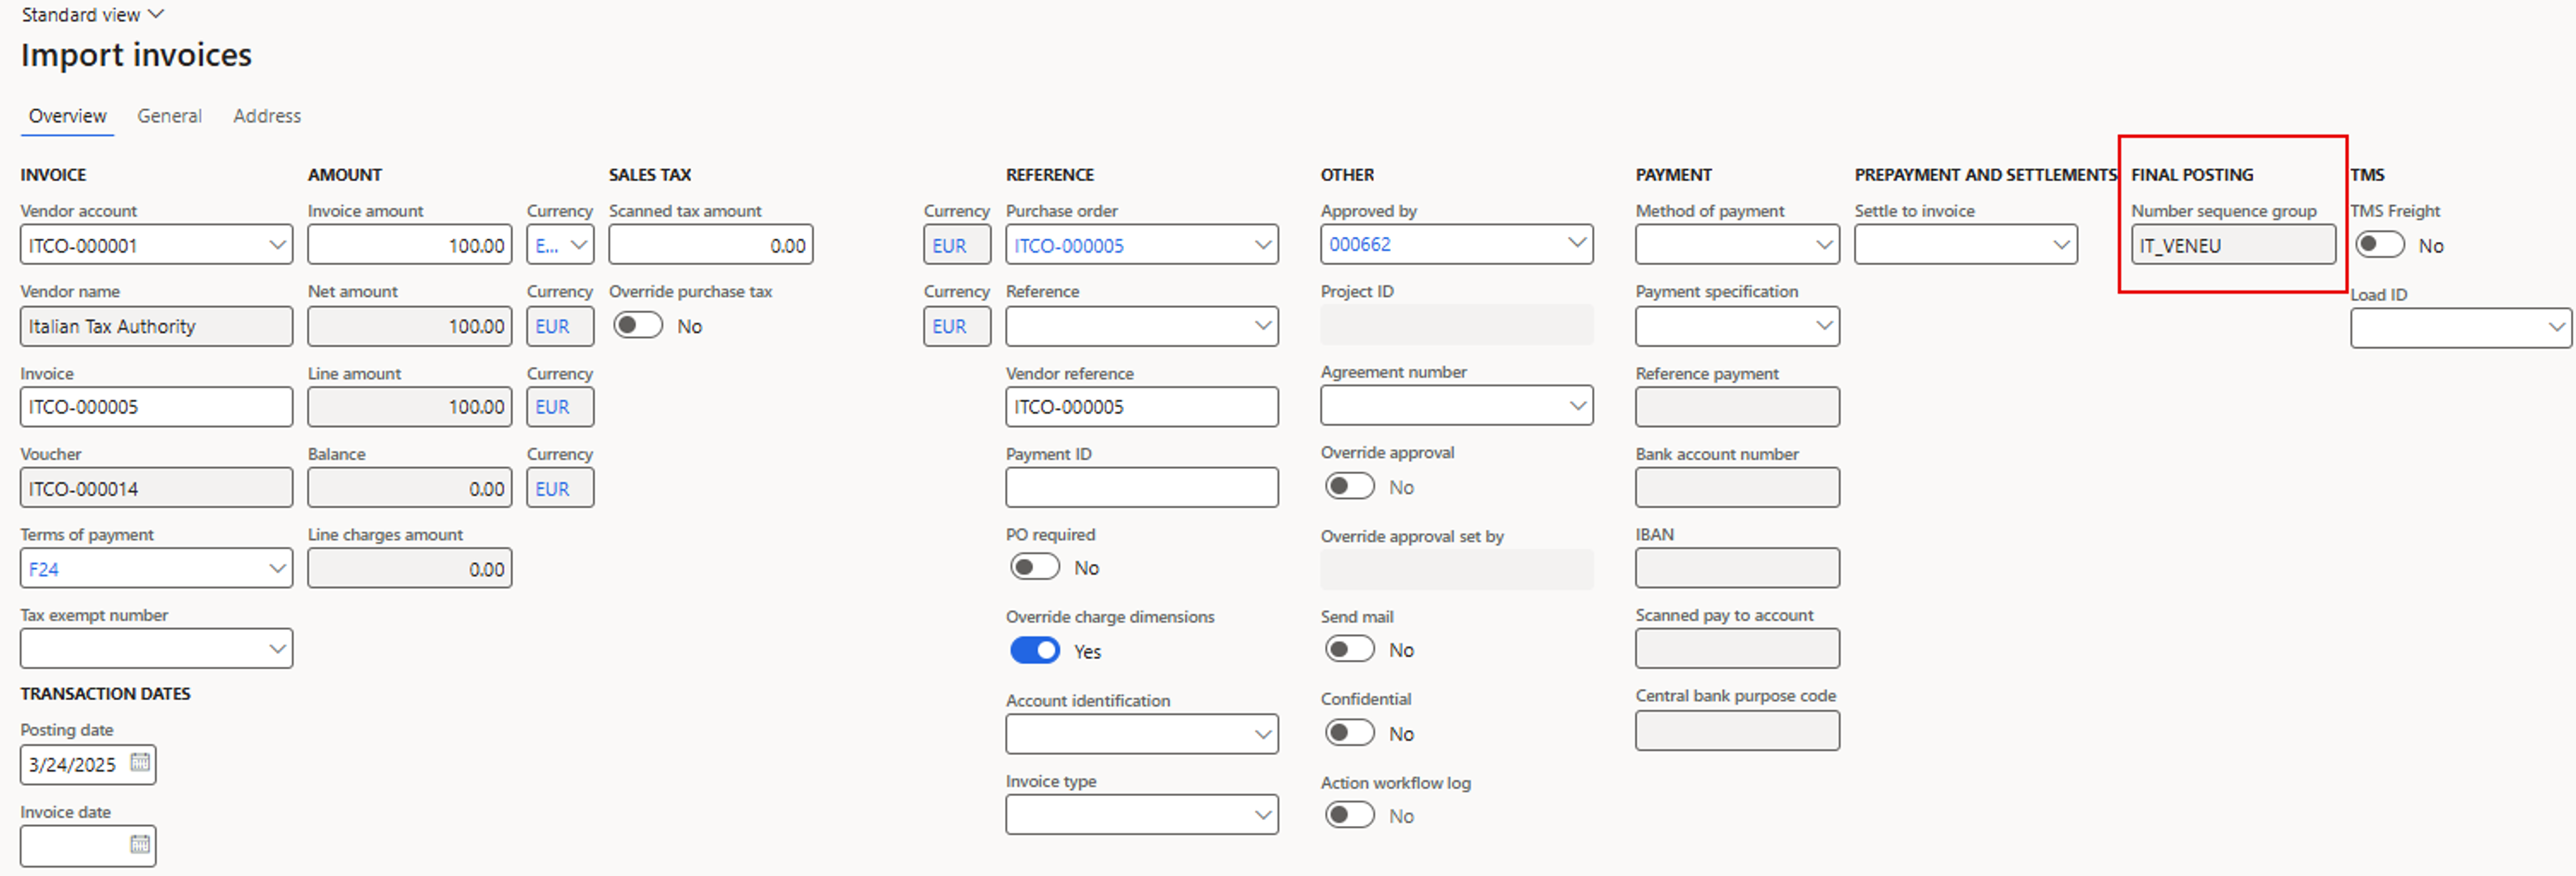 Standard view
Import invoices
Overview General Address
INVOICE
Vendor account
ITCO-000001
Vendor name
Italian Tax Authority
Invoice
ITCO-000005
Voucher
ITCO-000014
Terms of payment
F24
Tax exempt number
TRANSACTION DATES
Posting date
3/24/2025
Invoice date
AMOUNT
Invoice amount Currency
100.00 E...
Net amount Currency
100.00 EUR
Line amount Currency
100.00 EUR
Balance Currency
0.00 EUR
Line charges amount
0.00
SALES TAX
Scanned tax amount Currency
0.00 EUR
Override purchase tax Currency
No EUR
REFERENCE
Purchase order
ITCO-000005
Reference
Vendor reference
ITCO-000005
Payment ID
PO required
No
Override charge dimensions
Yes
Account identification
Invoice type
OTHER
Approved by
000662
Project ID
Agreement number
Override approval
No
Override approval set by
Send mail
No
Confidential
No
Action workflow log
No
PAYMENT
Method of payment
Payment specification
Reference payment
Bank account number
IBAN
Scanned pay to account
Central bank purpose code
PREPAYMENT AND SETTLEMENTS
Settle to invoice
FINAL POSTING
Number sequence group
IT_VENEU
TMS
TMS Freight
No
Load ID